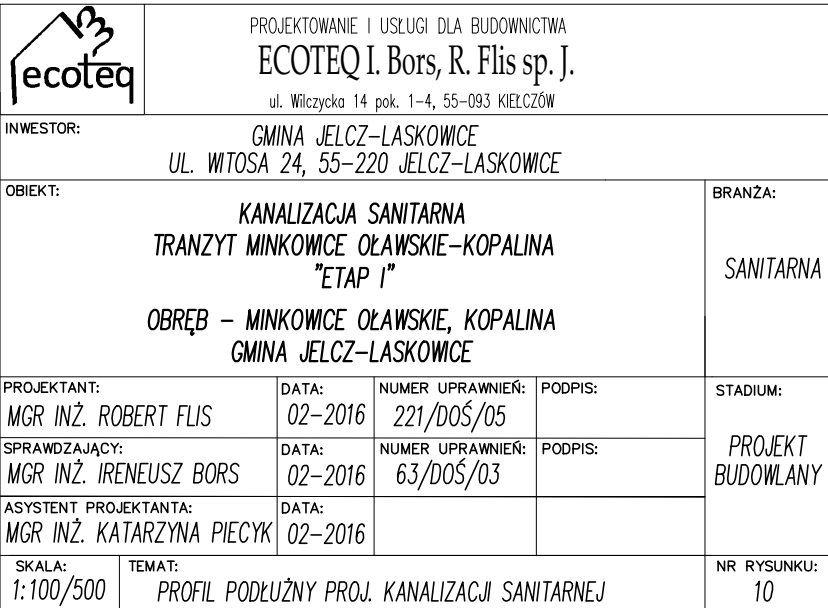 ecoteq
PROJEKTOWANIE I USŁUGI DLA BUDOWNICTWA
ECOTEQ I. Bors, R. Flis sp. J.
ul. Wilczycka 14 pok. 1-4, 55-093 KIEŁCZÓW
INWESTOR:
GMINA JELCZ-LASKOWICE
UL. WITOSA 24, 55-220 JELCZ-LASKOWICE
OBIEKT:
KANALIZACJA SANITARNA
TRANZYT MINKOWICE OŁAWSKIE-KOPALINA
"ETAP I"
OBRĘB - MINKOWICE OŁAWSKIE, KOPALINA
GMINA JELCZ-LASKOWICE
BRANŻA:
SANITARNA
PROJEKTANT: DATA: NUMER UPRAWNIEŃ: PODPIS:
MGR INŻ. ROBERT FLIS 02-2016 221/DOŚ/05
SPRAWDZAJĄCY: DATA: NUMER UPRAWNIEŃ: PODPIS:
MGR INŻ. IRENEUSZ BORS 02-2016 63/DOŚ/03
ASYSTENT PROJEKTANTA: DATA:
MGR INŻ. KATARZYNA PIECYK 02-2016
STADIUM:
PROJEKT
BUDOWLANY
SKALA: TEMAT: NR RYSUNKU:
1:100/500 PROFIL PODŁUŻNY PROJ. KANALIZACJI SANITARNEJ 10